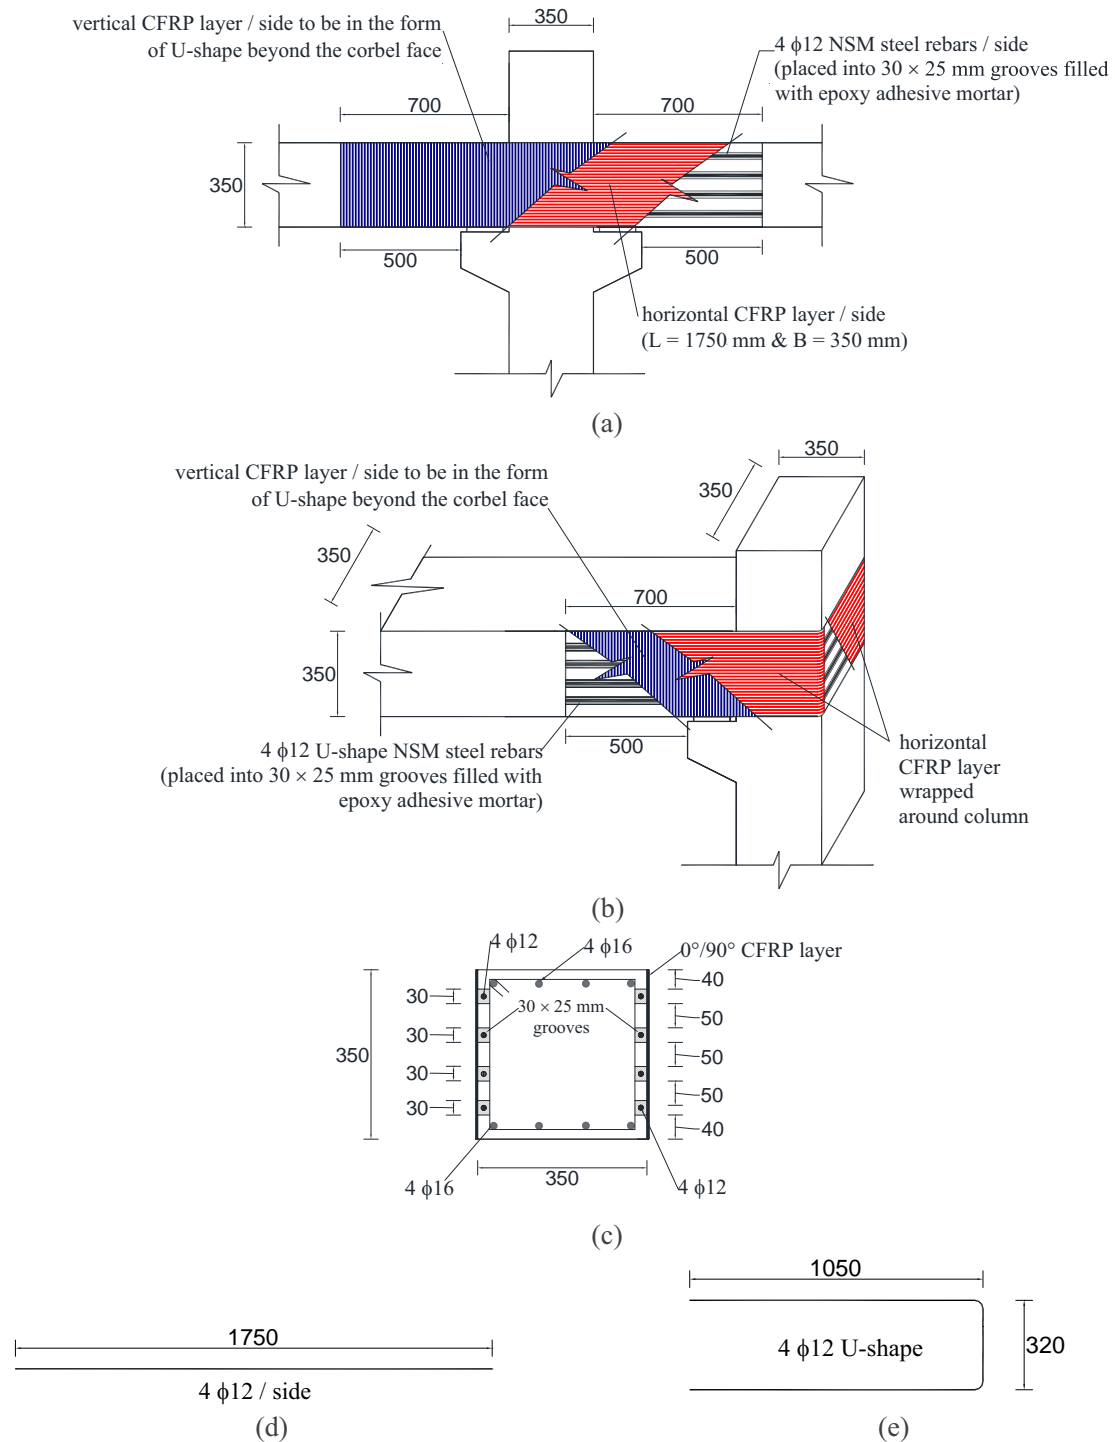 350
vertical CFRP layer / side to be in the form
of U-shape beyond the corbel face
4 ϕ12 NSM steel rebars / side
(placed into 30 × 25 mm grooves filled
with epoxy adhesive mortar)
700
700
350
500
500
horizontal CFRP layer / side
(L = 1750 mm & B = 350 mm)
(a)
350
vertical CFRP layer / side to be in the form
of U-shape beyond the corbel face
350
350
700
350
500
4 ϕ12 U-shape NSM steel rebars
(placed into 30 × 25 mm grooves filled with
epoxy adhesive mortar)
horizontal
CFRP layer
wrapped
around column
(b)
4 ϕ12
4 ϕ16
0°/90° CFRP layer
40
30
30 × 25 mm
grooves
50
30
350
50
30
50
30
40
350
4 ϕ16
4 ϕ12
(c)
1050
1750
4 ϕ12 U-shape
320
4 ϕ12 / side
(d)
(e)